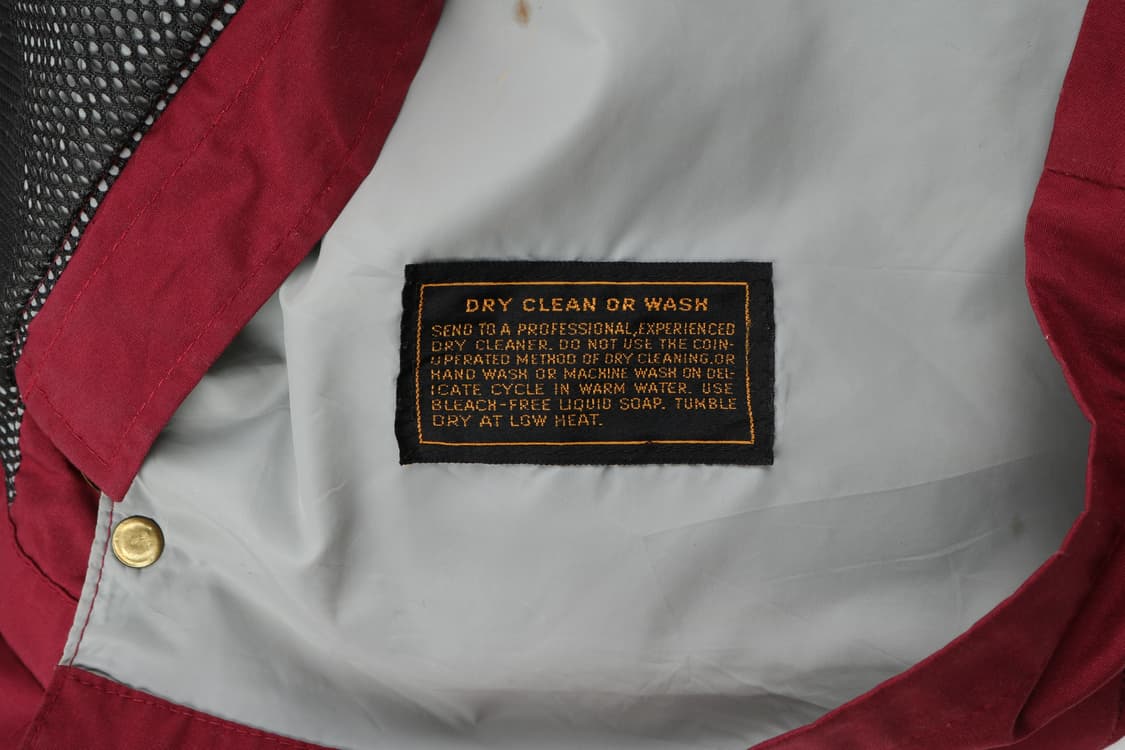 DRY CLEAN OR WASH
SEND TO A PROFESSIONAL,EXPERIENCED
DRY CLEANER. DO NOT USE THE COIN-
OPERATED METHOD OF DRY CLEANING.OR
HAND WASH OR MACHINE WASH ON DEL-
ICATE CYCLE IN WARM WATER. USE
BLEACH-FREE LIQUID SOAP. TUMBLE
DRY AT LOW HEAT.